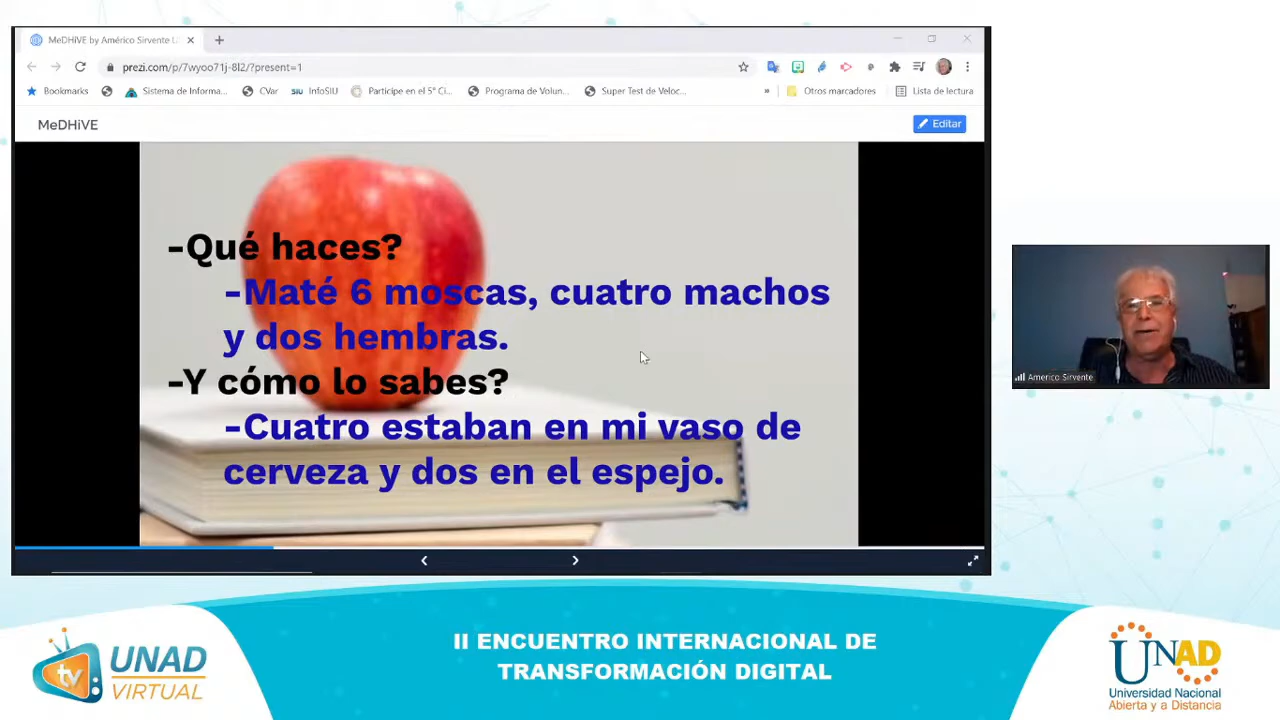 MeDHiVE by Américo Sirvente U
prezi.com/p/7wyoo71j-8l2/?present=1
Bookmarks
Sistema de Informa...
CVar
SIU InfoSIU
Participe en el 5° Ci...
Programa de Volun...
Super Test de Veloc...
»
Otros marcadores
Lista de lectura
MeDHiVE
Editar
-Qué haces?
-Maté 6 moscas, cuatro machos
y dos hembras.
-Y cómo lo sabes?
-Cuatro estaban en mi vaso de
cerveza y dos en el espejo.
Americo Sirvente
tv UNAD
VIRTUAL
II ENCUENTRO INTERNACIONAL DE
TRANSFORMACIÓN DIGITAL
UNAD
Universidad Nacional
Abierta y a Distancia